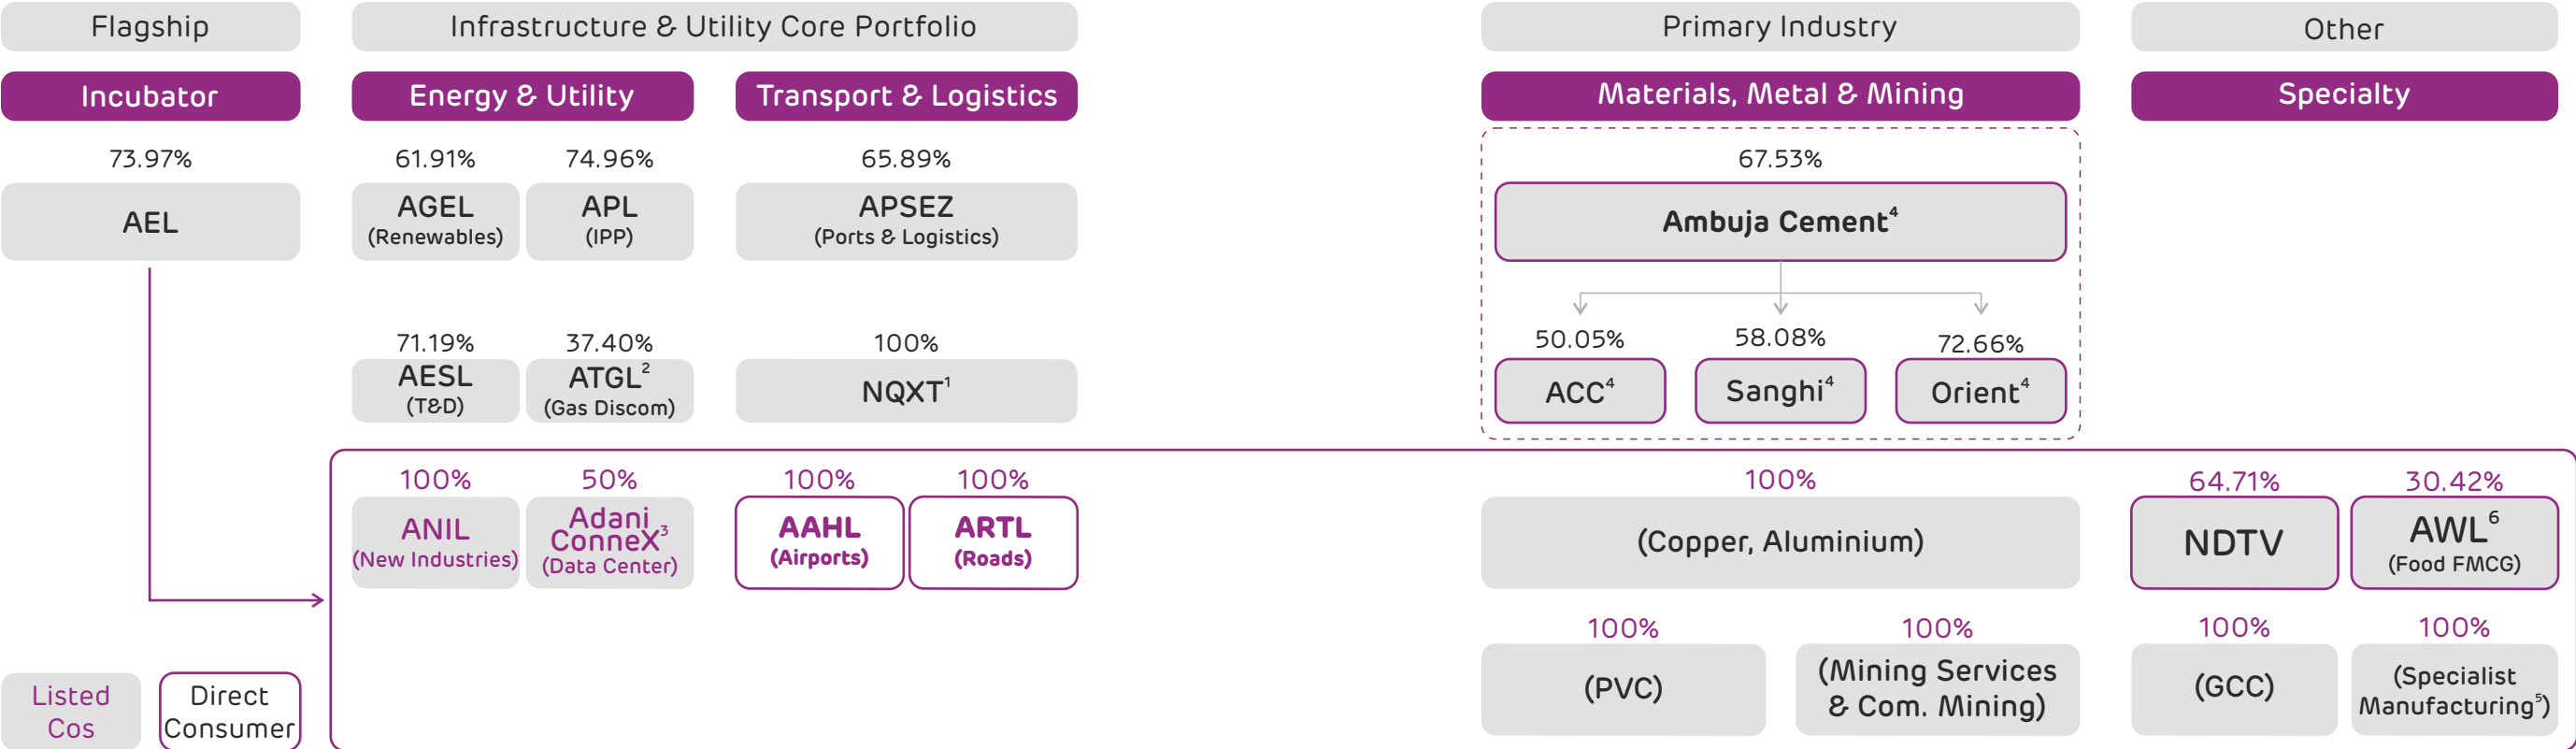 Flagship
Infrastructure & Utility Core Portfolio
Primary Industry
Other
Incubator
Energy & Utility
Transport & Logistics
Materials, Metal & Mining
Specialty
73.97%
61.91%
74.96%
65.89%
67.53%
AEL
AGEL
(Renewables)
APL
(IPP)
APSEZ
(Ports & Logistics)
Ambuja Cement⁴
71.19%
37.40%
100%
50.05%
58.08%
72.66%
AESL
(T&D)
ATGL²
(Gas Discom)
NQXT¹
ACC⁴
Sanghi⁴
Orient⁴
100%
50%
100%
100%
100%
64.71%
30.42%
ANIL
(New Industries)
Adani
ConneX³
(Data Center)
AAHL
(Airports)
ARTL
(Roads)
(Copper, Aluminium)
NDTV
AWL⁶
(Food FMCG)
100%
100%
100%
100%
(PVC)
(Mining Services
& Com. Mining)
(GCC)
(Specialist
Manufacturing⁵)
Listed
Cos
Direct
Consumer